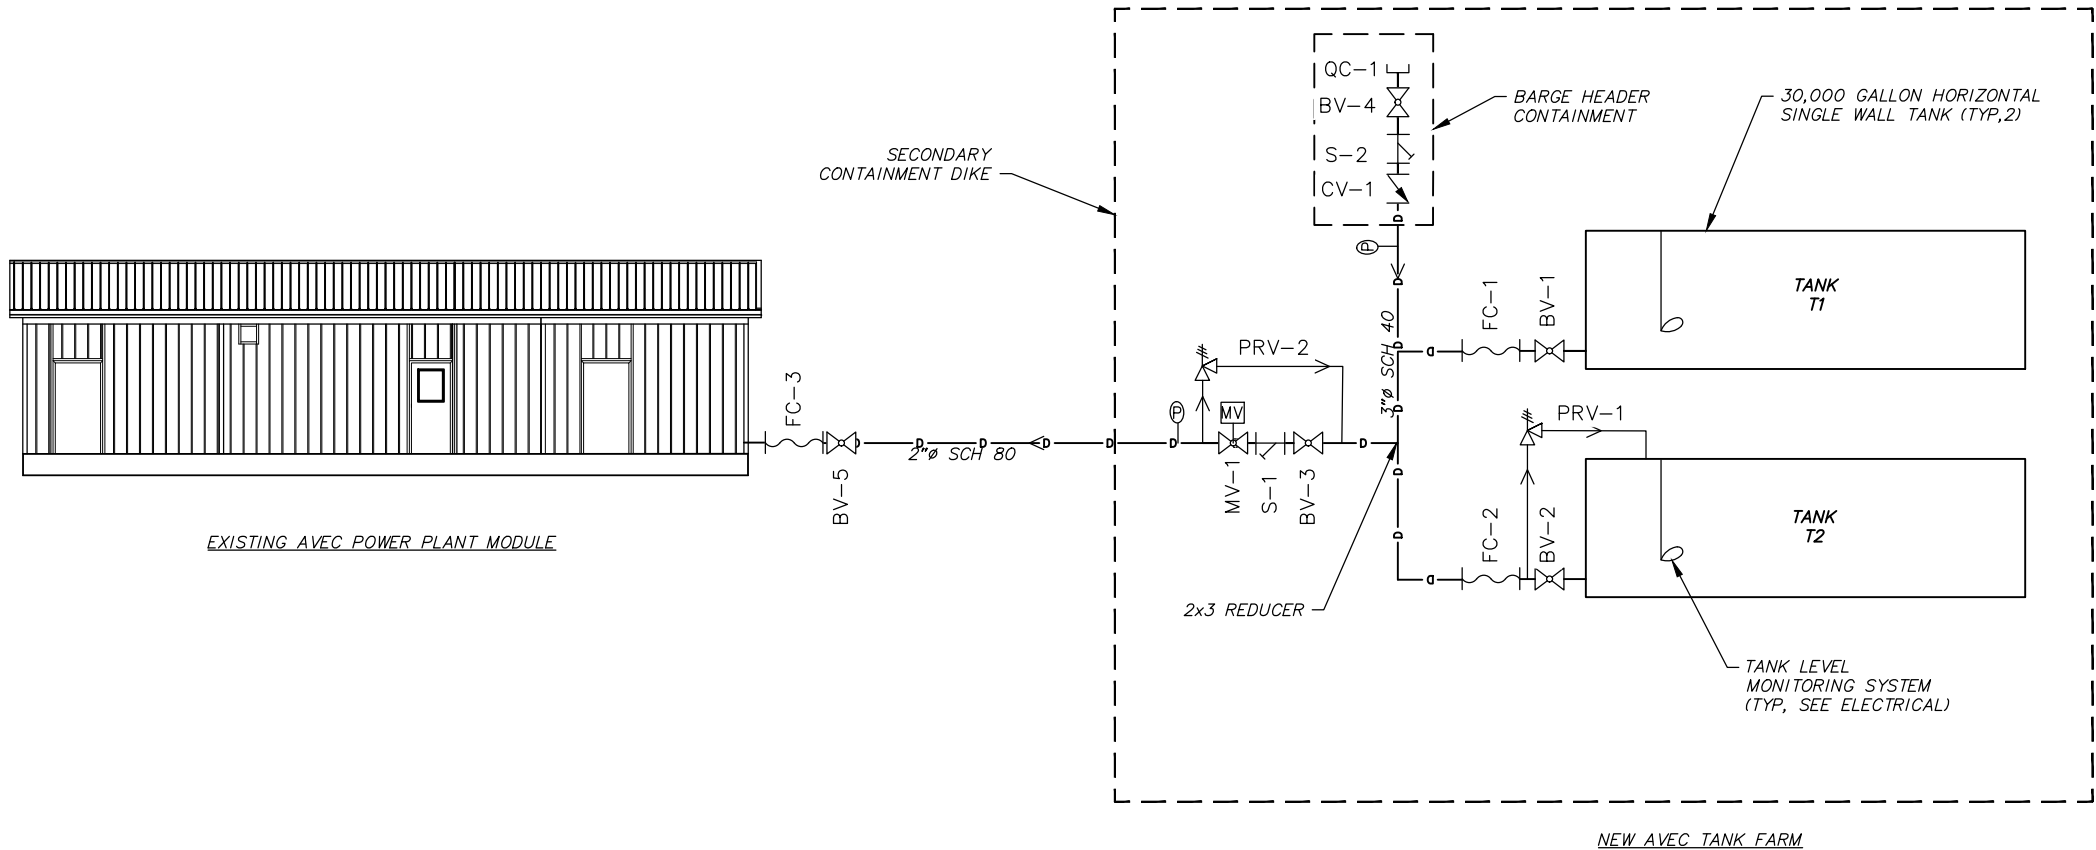 QC-1
BV-4
S-2
CV-1
BARGE HEADER
CONTAINMENT
30,000 GALLON HORIZONTAL
SINGLE WALL TANK (TYP,2)
SECONDARY
CONTAINMENT DIKE
P
3"ø SCH 40
D
D
D
D
D
D
FC-1
BV-1
TANK
T1
PRV-2
P
MV
MV-1
S-1
BV-3
D
D
D
D
D
D
D
D
D
2"ø SCH 80
FC-3
BV-5
EXISTING AVEC POWER PLANT MODULE
PRV-1
FC-2
BV-2
D
TANK
T2
2x3 REDUCER
TANK LEVEL
MONITORING SYSTEM
(TYP, SEE ELECTRICAL)
NEW AVEC TANK FARM